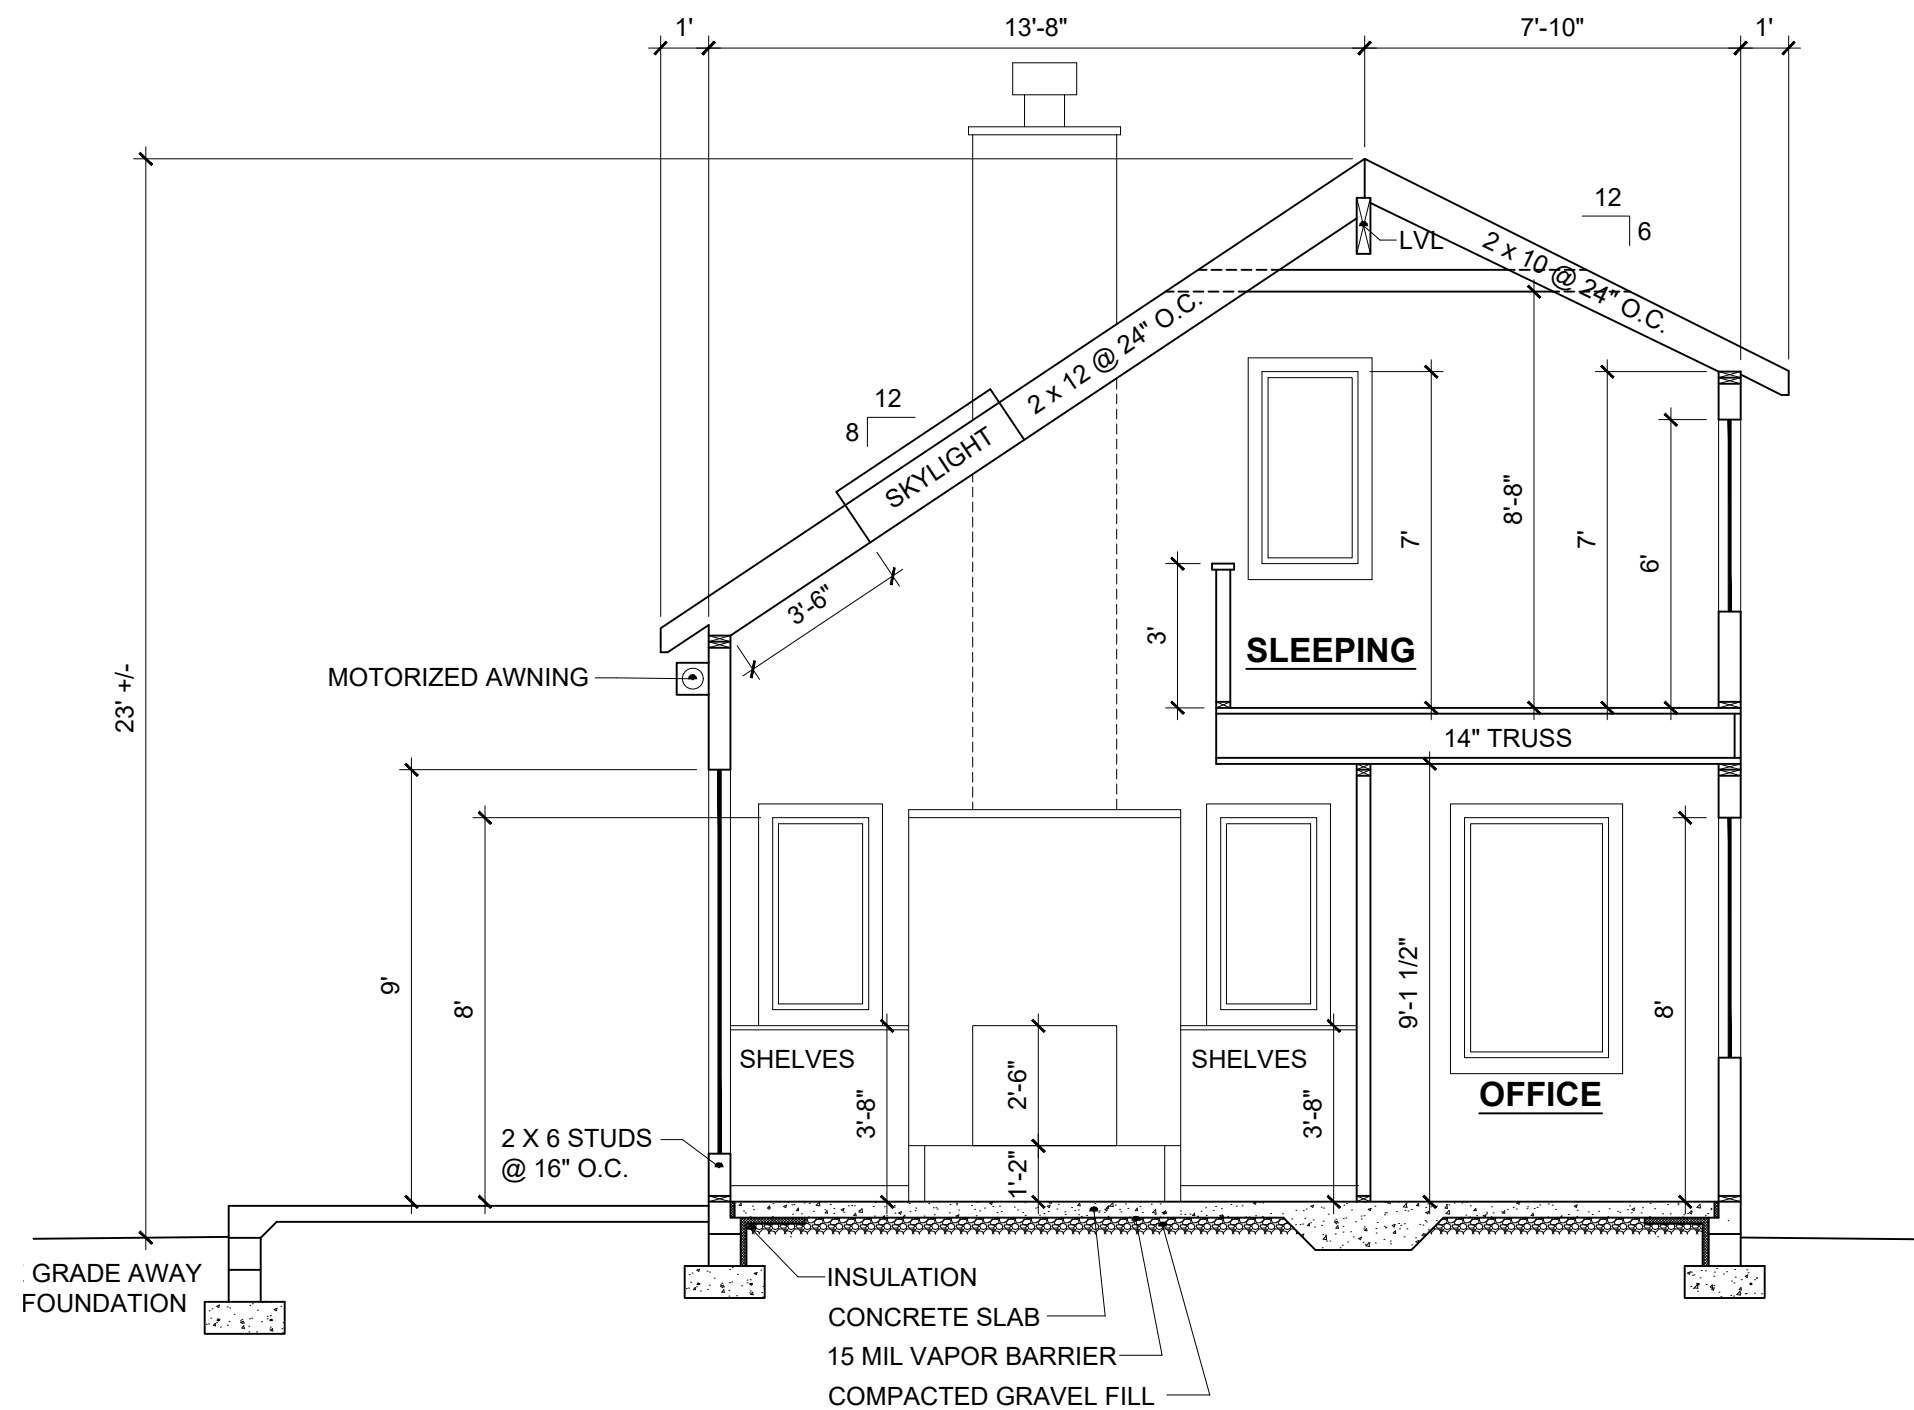 1'
13'-8"
7'-10"
1'
12
6
LVL
2 x 10 @ 24" O.C.
2 x 12 @ 24" O.C.
12
8
SKYLIGHT
3'-6"
7'
8'-8"
7'
6'
3'
SLEEPING
MOTORIZED AWNING
23' +/-
14" TRUSS
9'
8'
9'-1 1/2"
8'
SHELVES
SHELVES
2'-6"
3'-8"
3'-8"
1'-2"
OFFICE
2 X 6 STUDS
@ 16" O.C.
GRADE AWAY
FOUNDATION
INSULATION
CONCRETE SLAB
15 MIL VAPOR BARRIER
COMPACTED GRAVEL FILL